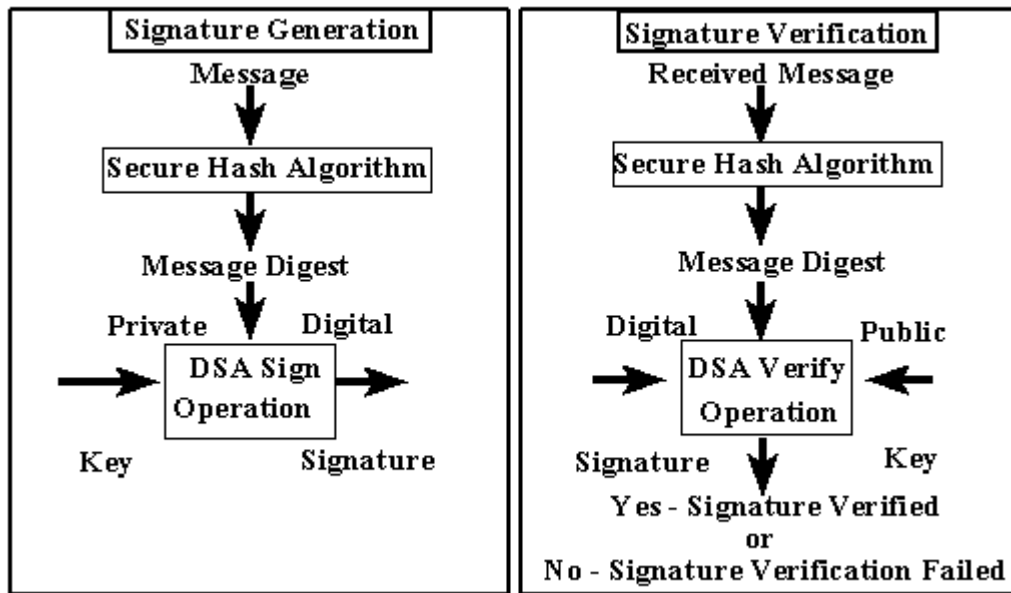 Signature Generation
Message
Secure Hash Algorithm
Message Digest
Private
Digital
DSA Sign
Operation
Key
Signature
Signature Verification
Received Message
Secure Hash Algorithm
Message Digest
Digital
Public
DSA Verify
Operation
Signature
Key
Yes - Signature Verified
or
No - Signature Verification Failed